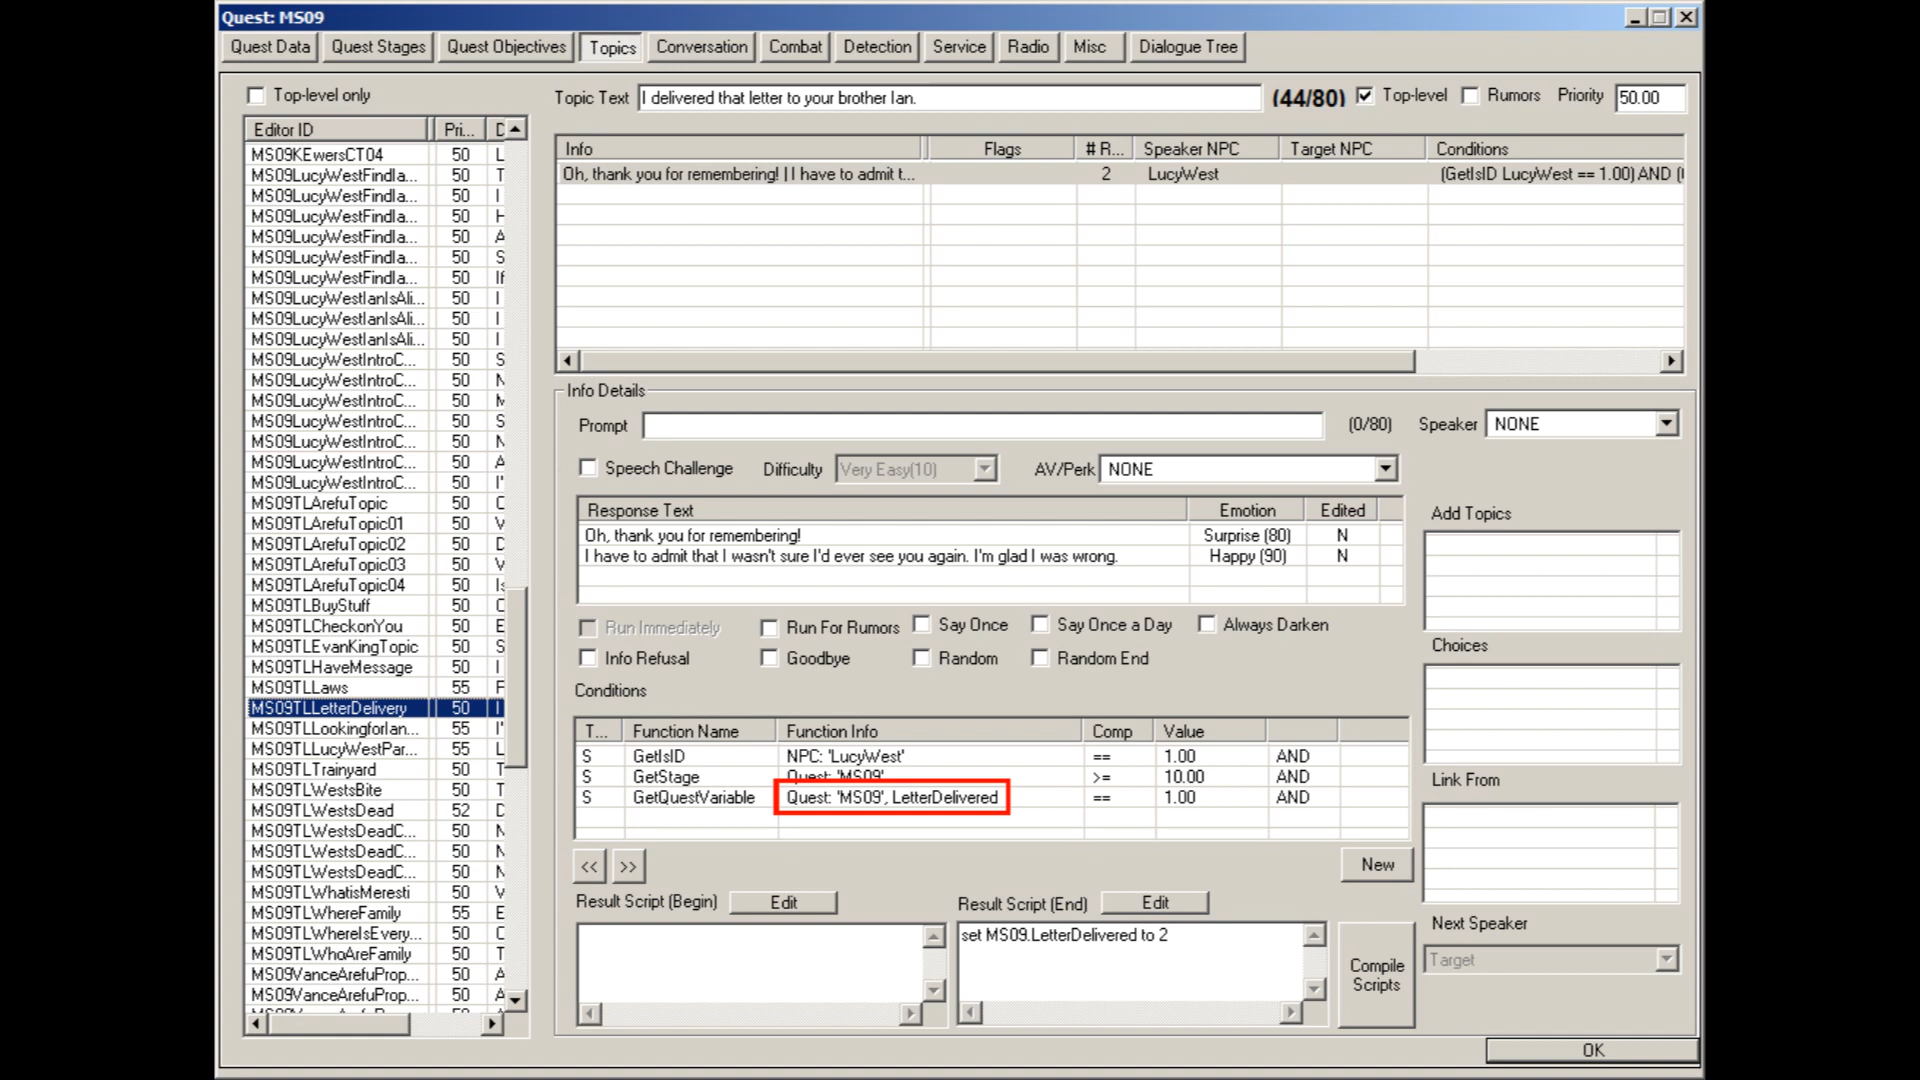 Quest: MS09
Quest Data Quest Stages Quest Objectives Topics Conversation Combat Detection Service Radio Misc Dialogue Tree
Top-level only
Topic Text I delivered that letter to your brother Ian. (44/80) Top-level Rumors Priority 50.00
Editor ID Pri... D
MS09KEwersCT04 50 L
MS09LucyWestFindIa... 50 T
MS09LucyWestFindIa... 50 I
MS09LucyWestFindIa... 50 H
MS09LucyWestFindIa... 50 A
MS09LucyWestFindIa... 50 S
MS09LucyWestFindIa... 50 If
MS09LucyWestIanIsAli... 50 I
MS09LucyWestIanIsAli... 50 I
MS09LucyWestIanIsAli... 50 I
MS09LucyWestIntroC... 50 S
MS09LucyWestIntroC... 50 N
MS09LucyWestIntroC... 50 M
MS09LucyWestIntroC... 50 S
MS09LucyWestIntroC... 50 N
MS09LucyWestIntroC... 50 A
MS09LucyWestIntroC... 50 I'
MS09TLArefuTopic 50 C
MS09TLArefuTopic01 50 V
MS09TLArefuTopic02 50 D
MS09TLArefuTopic03 50 V
MS09TLArefuTopic04 50 Is
MS09TLBuyStuff 50 C
MS09TLCheckonYou 50 E
MS09TLEvanKingTopic 50 S
MS09TLHaveMessage 50 I
MS09TLLaws 55 F
MS09TLLetterDelivery 50 I
MS09TLLookingforIan... 55 I'
MS09TLLucyWestPar... 55 L
MS09TLTrainyard 50 T
MS09TLWestsBite 50 T
MS09TLWestsDead 52 D
MS09TLWestsDeadC... 50 N
MS09TLWestsDeadC... 50 A
MS09TLWestsDeadC... 50 N
MS09TLWhatisMeresti 50 V
MS09TLWhereFamily 55 E
MS09TLWhereIsEvery... 50 C
MS09TLWhoAreFamily 50 T
MS09VanceArefuProp... 50 A
MS09VanceArefuProp... 50 A
Info Flags # R... Speaker NPC Target NPC Conditions
Oh, thank you for remembering! | I have to admit t... 2 LucyWest (GetIsID LucyWest == 1.00) AND (
Info Details
Prompt (0/80) Speaker NONE
Speech Challenge Difficulty Very Easy(10) AV/Perk NONE
Response Text Emotion Edited
Oh, thank you for remembering! Surprise (80) N
I have to admit that I wasn't sure I'd ever see you again. I'm glad I was wrong. Happy (90) N
Run Immediately Run For Rumors Say Once Say Once a Day Always Darken
Info Refusal Goodbye Random Random End
Conditions
T... Function Name Function Info Comp Value
S GetIsID NPC: 'LucyWest' == 1.00 AND
S GetStage Quest: 'MS09' >= 10.00 AND
S GetQuestVariable Quest: 'MS09', LetterDelivered == 1.00 AND
<< >> New
Result Script (Begin) Edit Result Script (End) Edit
set MS09.LetterDelivered to 2
Compile
Scripts
Add Topics
Choices
Link From
Next Speaker
Target
OK